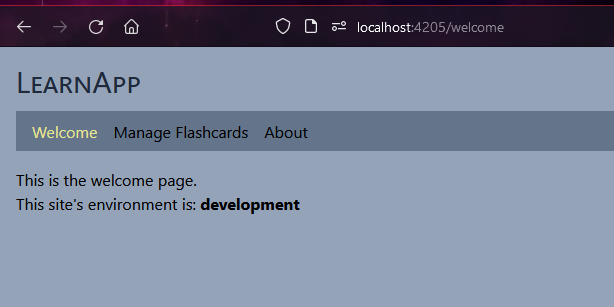 localhost:4205/welcome
LearnApp
Welcome Manage Flashcards About
This is the welcome page.
This site's environment is: development